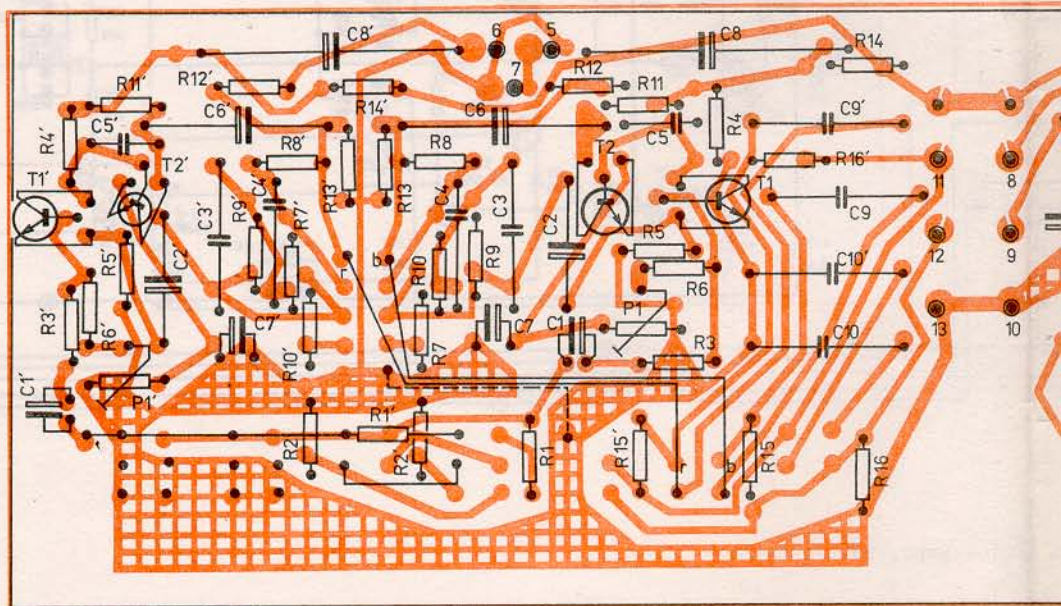 C8' 6 5 C8 R14
R12' 7 R12
R11' R14' R11
C6' C6 C5 R4 C9'
R4' C5' T2 T1 R16'
T2' R8' R8 11 8
T1' R13' R13 C4' C4 C3 C2 C9
C3' R9' R7' R5 12 9
R5' C2' r b R10 R9 R6 C10'
R3' R6' C7' R10' R7 C7 C1 P1 R3 C10 13 10
C1' P1'
R2 R1' R2' R1 R15' r b R15 R16